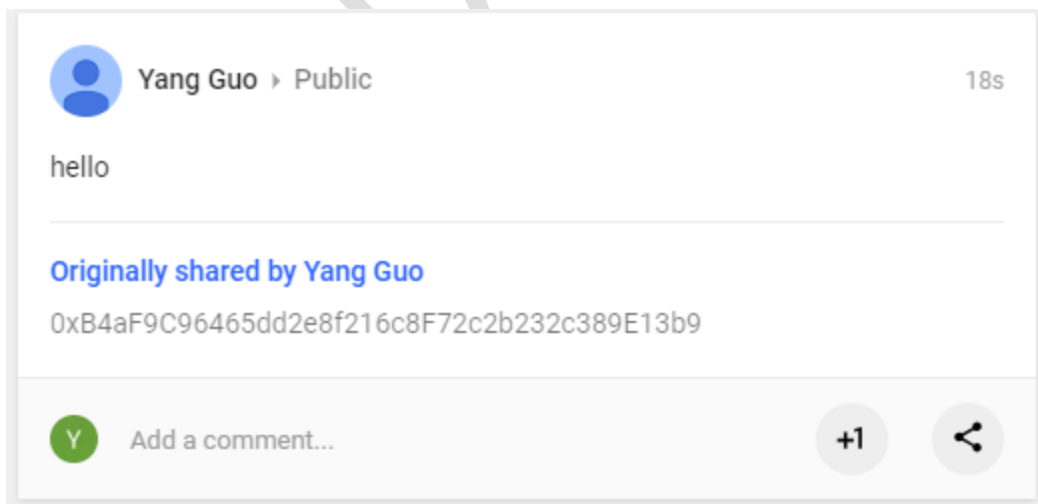 Yang Guo ▸ Public 18s
hello
Originally shared by Yang Guo
0xB4aF9C96465dd2e8f216c8F72c2b232c389E13b9
Y Add a comment... +1